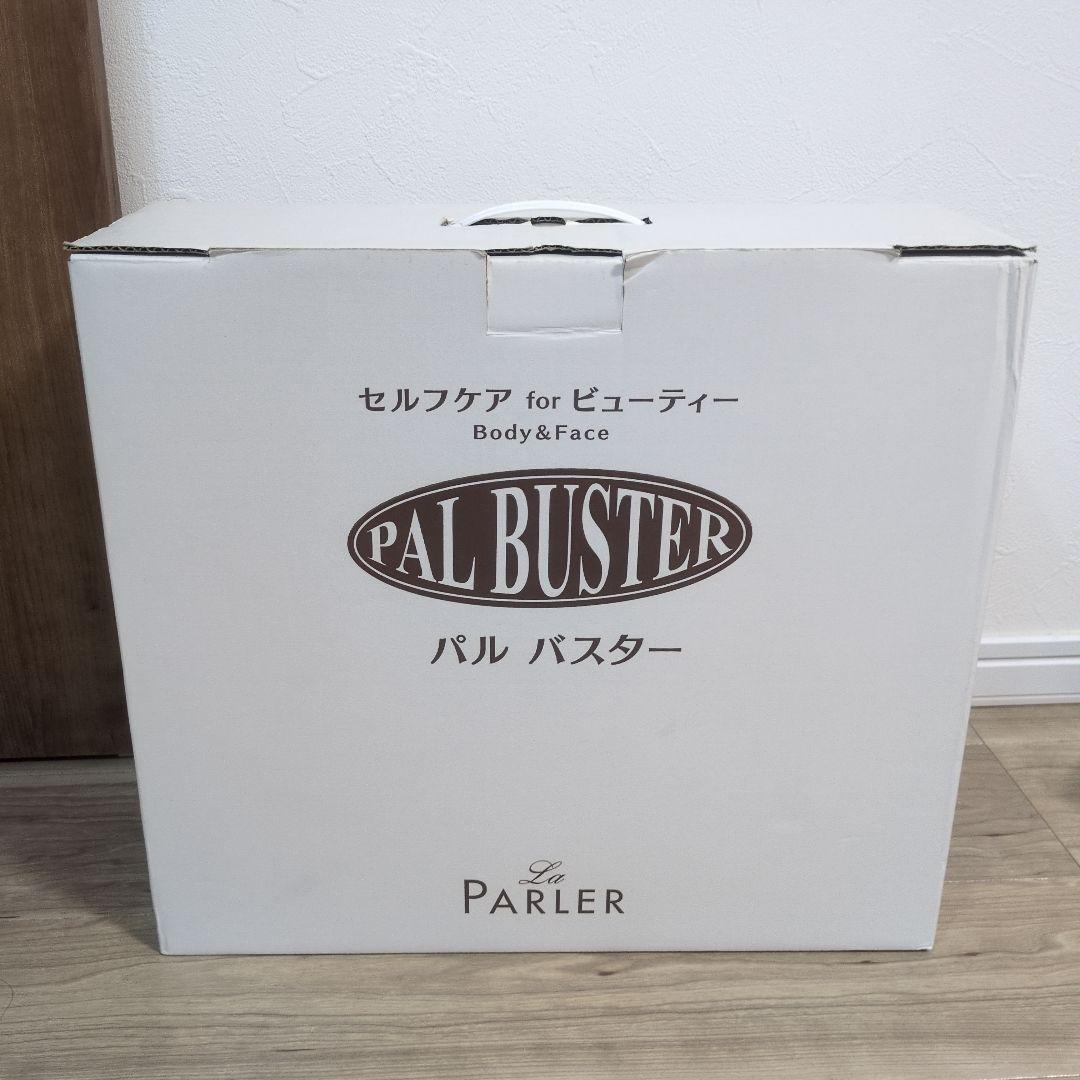 セルフケア for ビューティー
Body&Face
PAL BUSTER
パル バスター
La
PARLER